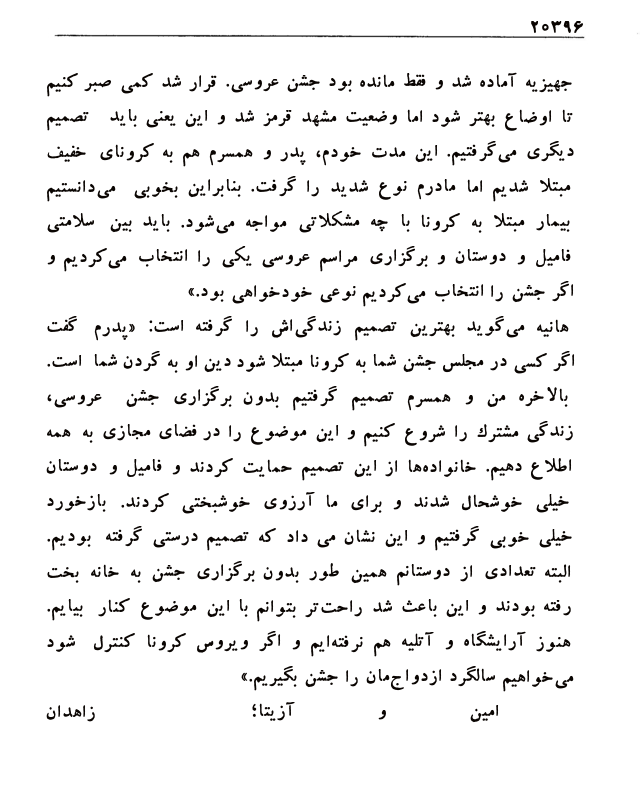 ۲۰۳۹۶
جهیزیه آماده شد و فقط مانده بود جشن عروسی. قرار شد کمی صبر کنیم
تا اوضاع بهتر شود اما وضعیت مشهد قرمز شد و این یعنی باید تصمیم
دیگری می‌گرفتیم. این مدت خودم، پدر و همسرم هم به کرونای خفیف
مبتلا شدیم اما مادرم نوع شدید را گرفت. بنابراین بخوبی می‌دانستیم
بیمار مبتلا به کرونا با چه مشکلاتی مواجه می‌شود. باید بین سلامتی
فامیل و دوستان و برگزاری مراسم عروسی یکی را انتخاب می‌کردیم و
اگر جشن را انتخاب می‌کردیم نوعی خودخواهی بود.»
هانیه می‌گوید بهترین تصمیم زندگی‌اش را گرفته است: «پدرم گفت
اگر کسی در مجلس جشن شما به کرونا مبتلا شود دین او به گردن شما است.
بالاخره من و همسرم تصمیم گرفتیم بدون برگزاری جشن عروسی،
زندگی مشترك را شروع کنیم و این موضوع را در فضای مجازی به همه
اطلاع دهیم. خانواده‌ها از این تصمیم حمایت کردند و فامیل و دوستان
خیلی خوشحال شدند و برای ما آرزوی خوشبختی کردند. بازخورد
خیلی خوبی گرفتیم و این نشان می داد که تصمیم درستی گرفته بودیم.
البته تعدادی از دوستانم همین طور بدون برگزاری جشن به خانه بخت
رفته بودند و این باعث شد راحت‌تر بتوانم با این موضوع کنار بیایم.
هنوز آرایشگاه و آتلیه هم نرفته‌ایم و اگر ویروس کرونا کنترل شود
می‌خواهیم سالگرد ازدواج‌مان را جشن بگیریم.»
امین و آزیتا؛ زاهدان